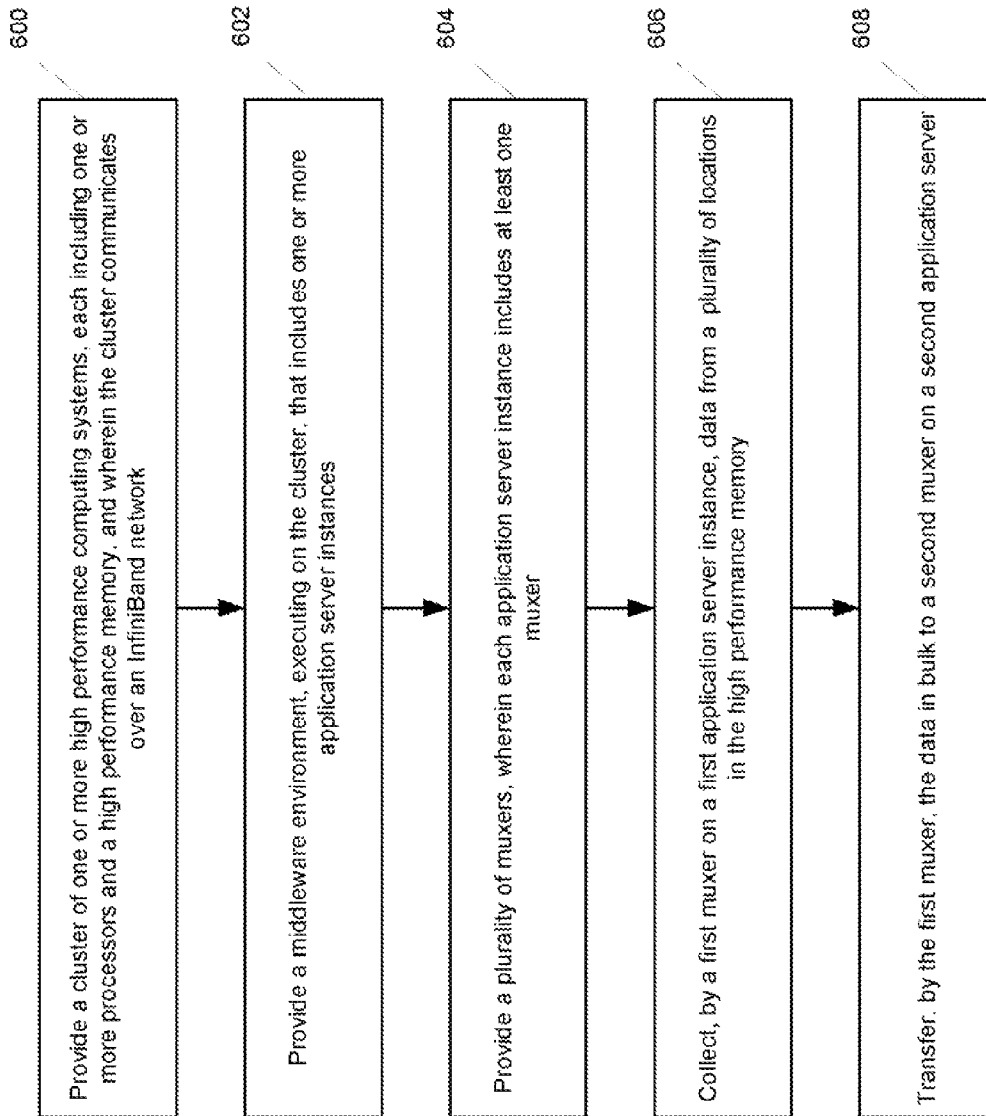 600
Provide a cluster of one or more high performance computing systems, each including one or
more processors and a high performance memory, and wherein the cluster communicates
over an InfiniBand network
602
Provide a middleware environment, executing on the cluster, that includes one or more
application server instances
604
Provide a plurality of muxers, wherein each application server instance includes at least one
muxer
606
Collect, by a first muxer on a first application server instance, data from a plurality of locations
in the high performance memory
608
Transfer, by the first muxer, the data in bulk to a second muxer on a second application server